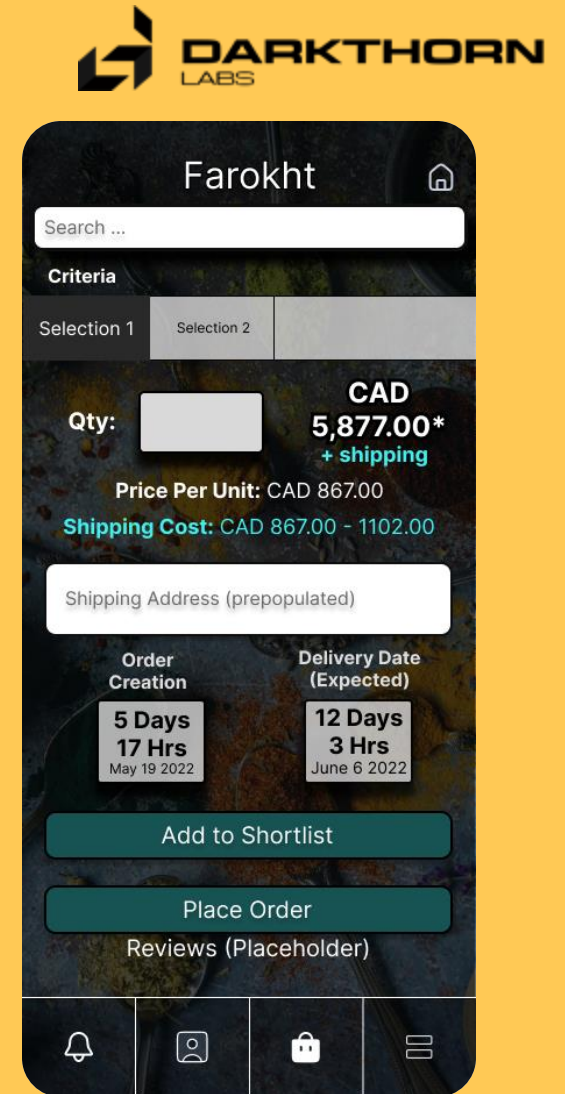 DARKTHORN
LABS
Farokht
Search ...
Criteria
Selection 1
Selection 2
Qty:
CAD
5,877.00*
+ shipping
Price Per Unit: CAD 867.00
Shipping Cost: CAD 867.00 - 1102.00
Shipping Address (prepopulated)
Order
Creation
5 Days
17 Hrs
May 19 2022
Delivery Date
(Expected)
12 Days
3 Hrs
June 6 2022
Add to Shortlist
Place Order
Reviews (Placeholder)